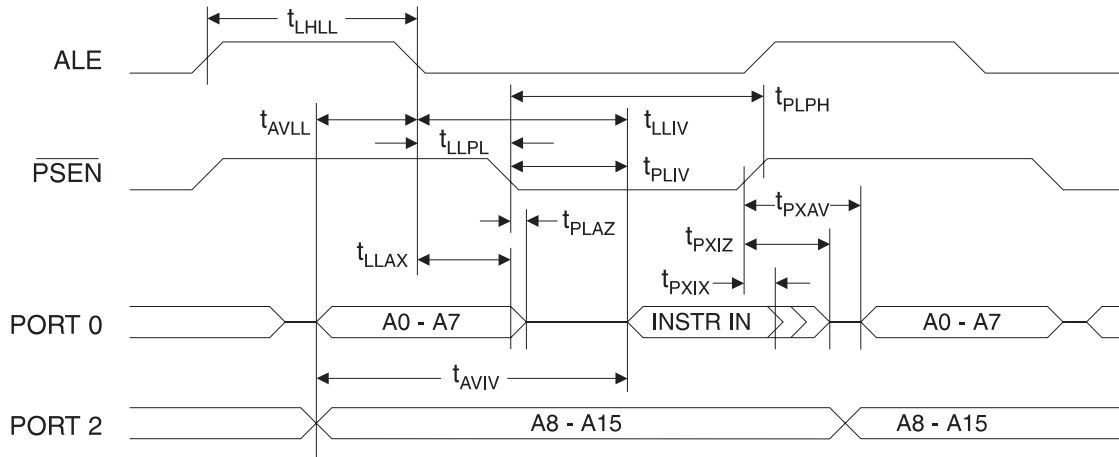 tLHLL
ALE
tPLPH
tAVLL
tLLIV
tLLPL
PSEN
tPLIV
tPXAV
tPLAZ
tPXIZ
tLLAX
tPXIX
PORT 0
A0 - A7
INSTR IN
A0 - A7
tAVIV
PORT 2
A8 - A15
A8 - A15